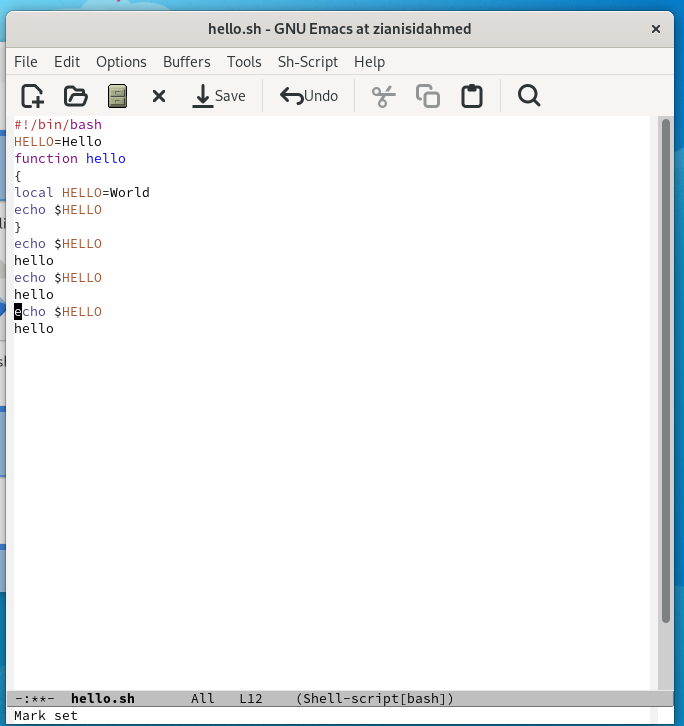 hello.sh - GNU Emacs at zianisidahmed ×
File Edit Options Buffers Tools Sh-Script Help
Save Undo
#!/bin/bash
HELLO=Hello
function hello
{
local HELLO=World
echo $HELLO
}
echo $HELLO
hello
echo $HELLO
hello
echo $HELLO
hello
-:**- hello.sh All L12 (Shell-script[bash])
Mark set